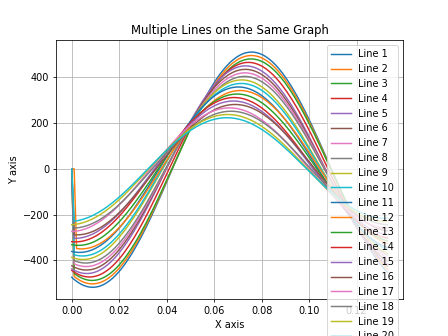 Multiple Lines on the Same Graph
Y axis
400
200
0
−200
−400
0.00
0.02
0.04
0.06
0.08
0.10
X axis
Line 1
Line 2
Line 3
Line 4
Line 5
Line 6
Line 7
Line 8
Line 9
Line 10
Line 11
Line 12
Line 13
Line 14
Line 15
Line 16
Line 17
Line 18
Line 19
Line 20